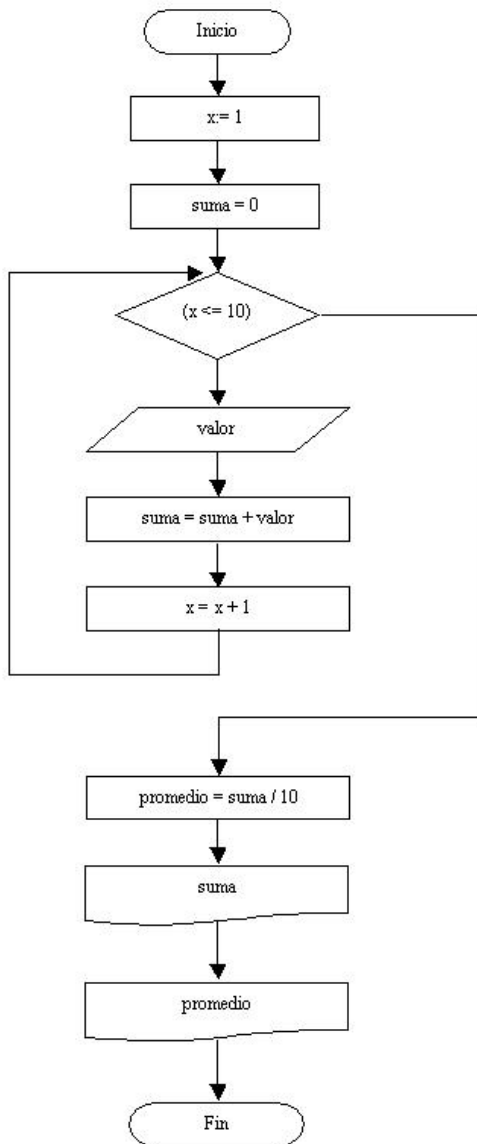 Inicio
x:= 1
suma = 0
(x <= 10)
valor
suma = suma + valor
x = x + 1
promedio = suma / 10
suma
promedio
Fin